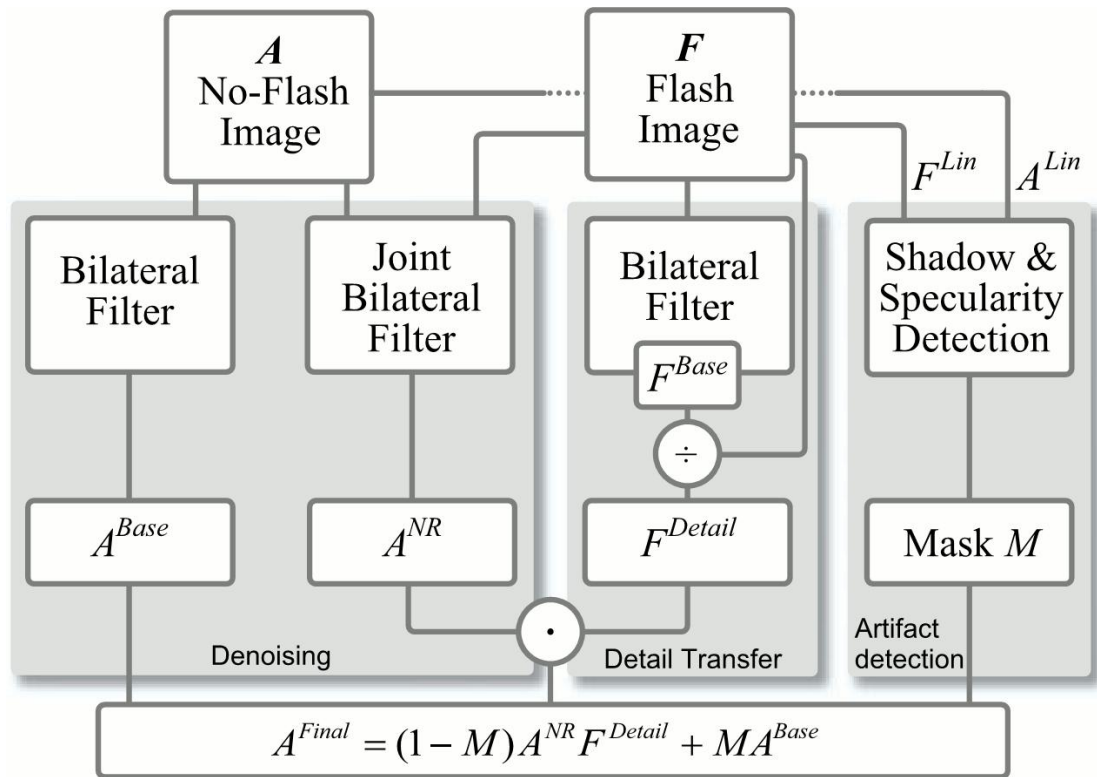 A
No-Flash
Image
F
Flash
Image
F^{Lin}
A^{Lin}
Bilateral
Filter
Joint
Bilateral
Filter
Bilateral
Filter
F^{Base}
÷
Shadow &
Specularity
Detection
A^{Base}
A^{NR}
F^{Detail}
Mask M
·
Denoising
Detail Transfer
Artifact
detection
A^{Final} = (1 − M)A^{NR}F^{Detail} + MA^{Base}